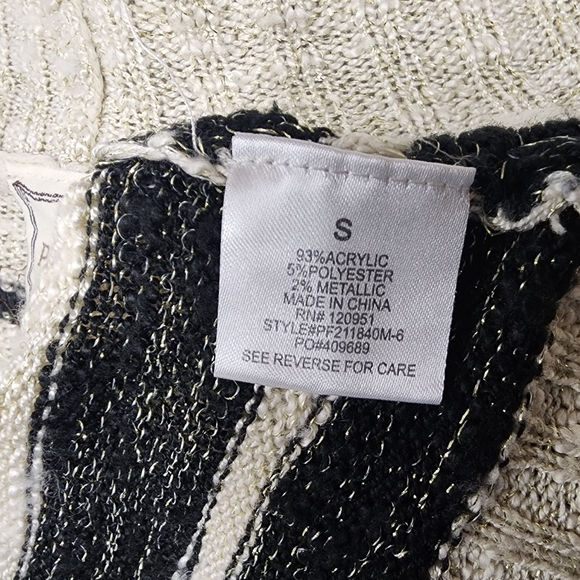 S
93%ACRYLIC
5%POLYESTER
2% METALLIC
MADE IN CHINA
RN# 120951
STYLE#PF211840M-6
PO#409689
SEE REVERSE FOR CARE